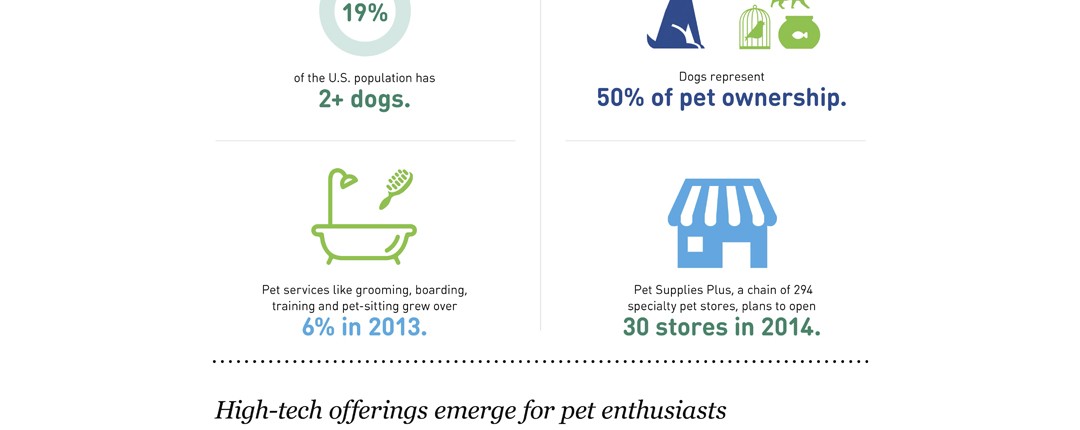 19%
of the U.S. population has
2+ dogs.
Dogs represent
50% of pet ownership.
Pet services like grooming, boarding,
training and pet-sitting grew over
6% in 2013.
Pet Supplies Plus, a chain of 294
specialty pet stores, plans to open
30 stores in 2014.
High-tech offerings emerge for pet enthusiasts